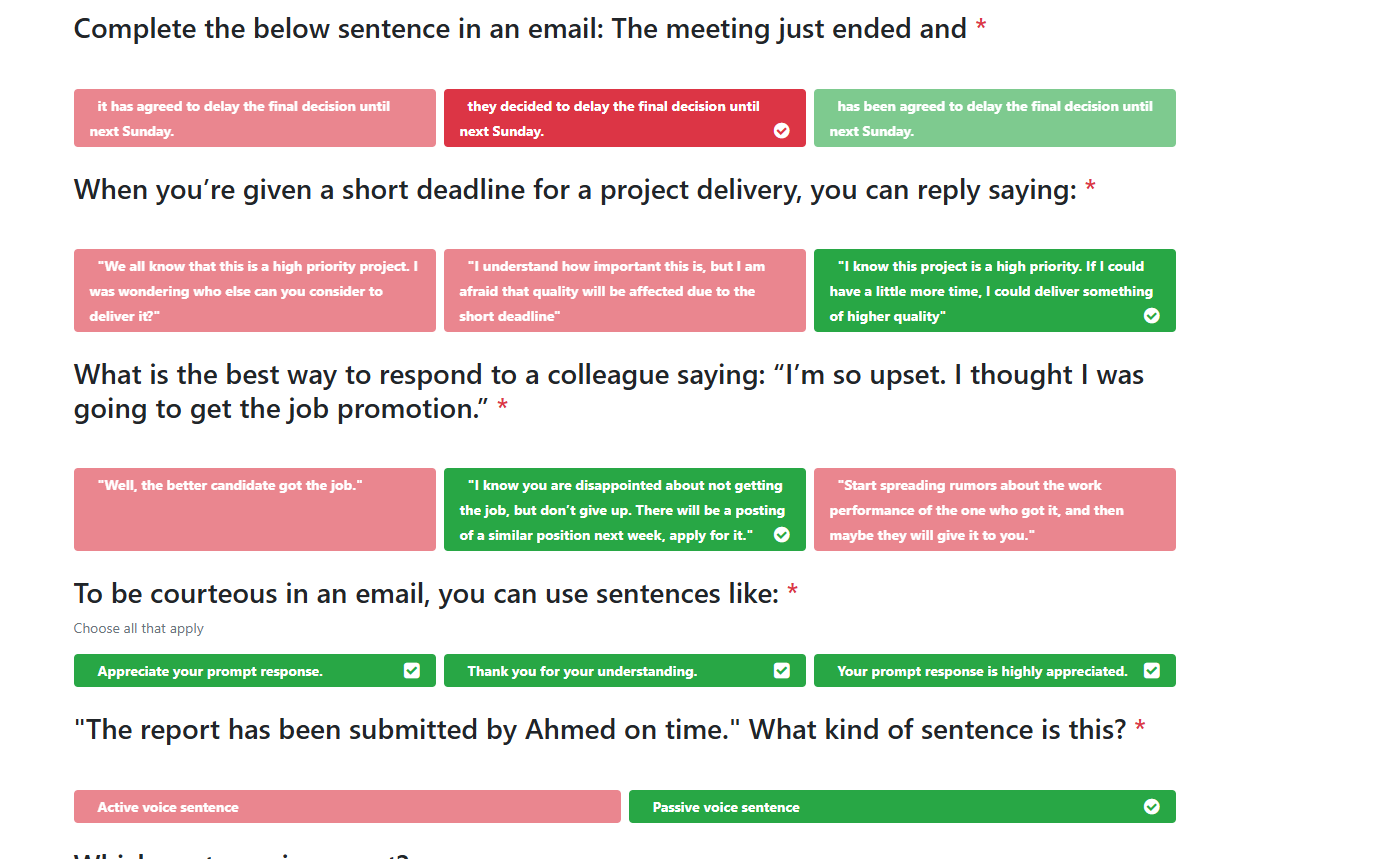 Complete the below sentence in an email: The meeting just ended and *
it has agreed to delay the final decision until
next Sunday.
they decided to delay the final decision until
next Sunday.
has been agreed to delay the final decision until
next Sunday.
When you’re given a short deadline for a project delivery, you can reply saying: *
"We all know that this is a high priority project. I
was wondering who else can you consider to
deliver it?"
"I understand how important this is, but I am
afraid that quality will be affected due to the
short deadline"
"I know this project is a high priority. If I could
have a little more time, I could deliver something
of higher quality"
What is the best way to respond to a colleague saying: “I’m so upset. I thought I was
going to get the job promotion.” *
"Well, the better candidate got the job."
"I know you are disappointed about not getting
the job, but don’t give up. There will be a posting
of a similar position next week, apply for it."
"Start spreading rumors about the work
performance of the one who got it, and then
maybe they will give it to you."
To be courteous in an email, you can use sentences like: *
Choose all that apply
Appreciate your prompt response.
Thank you for your understanding.
Your prompt response is highly appreciated.
"The report has been submitted by Ahmed on time." What kind of sentence is this? *
Active voice sentence
Passive voice sentence